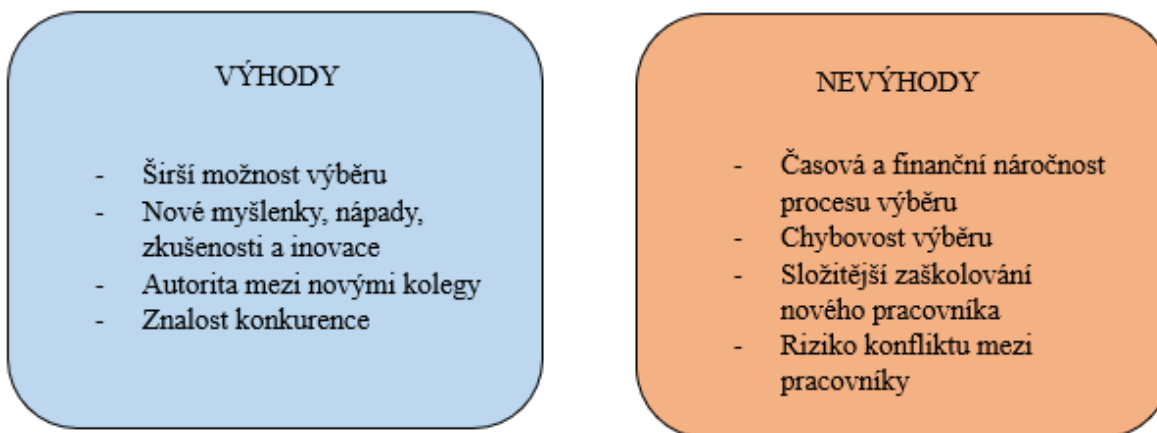 VÝHODY
- Širší možnost výběru
- Nové myšlenky, nápady,
zkušenosti a inovace
- Autorita mezi novými kolegy
- Znalost konkurence
NEVÝHODY
- Časová a finanční náročnost
procesu výběru
- Chybovost výběru
- Složitější zaškolování
nového pracovníka
- Riziko konfliktu mezi
pracovníky